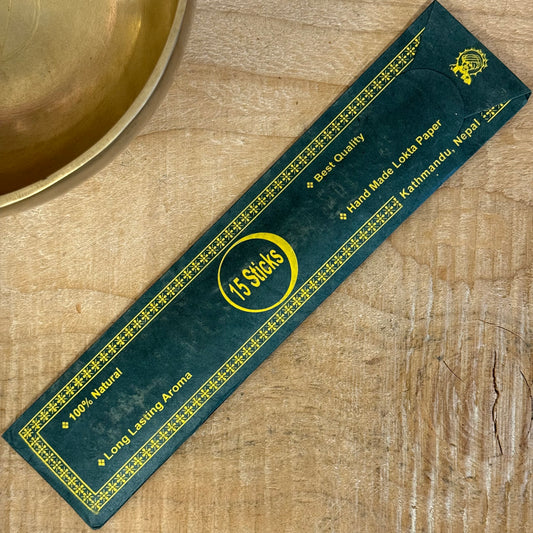 ❖ Best Quality
❖ Hand Made Lokta Paper
Kathmandu, Nepal
15 Sticks
❖ 100% Natural
❖ Long Lasting Aroma